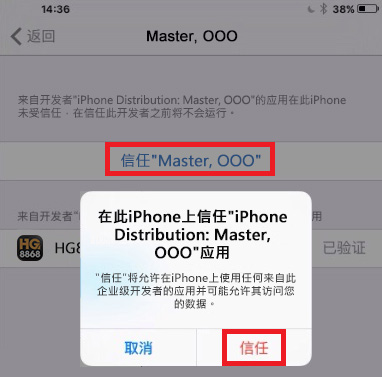 14:36
38%
返回
Master, OOO
来自开发者"iPhone Distribution: Master, OOO"的应用在此iPhone
未受信任。在信任此开发者之前将不会运行。
信任"Master, OOO"
在此iPhone上信任"iPhone
Distribution: Master,
OOO"应用
"信任"将允许在iPhone上使用任何来自此
企业级开发者的应用并可能允许其访问您
的数据。
取消
信任
来自开发者
用
HG
8868
HG8
已验证